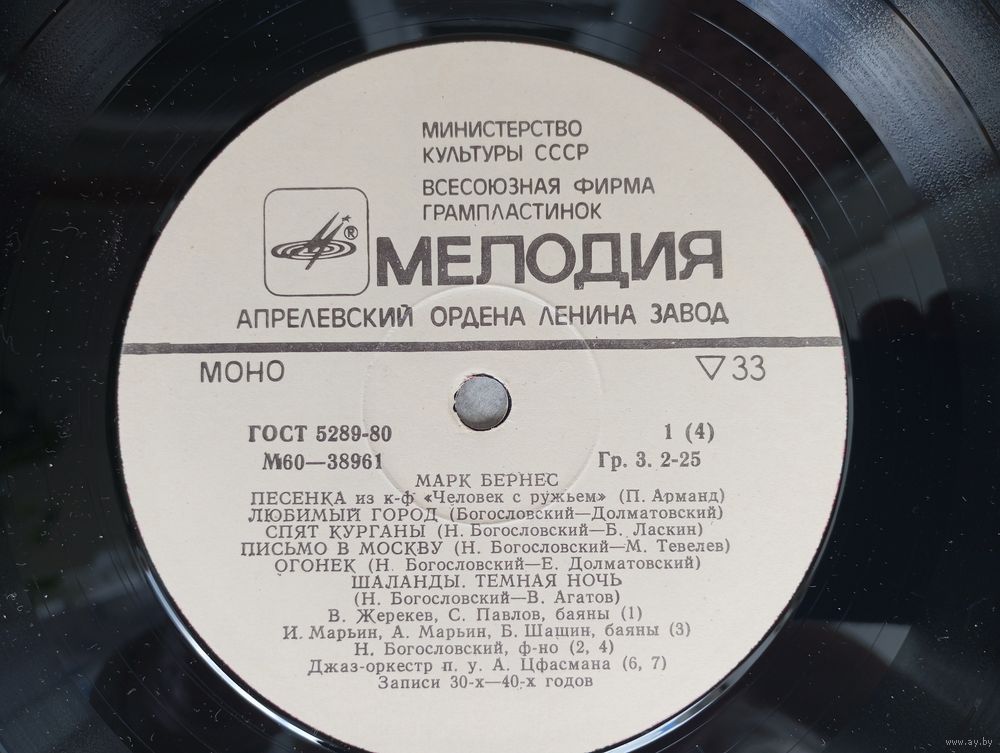 МИНИСТЕРСТВО
КУЛЬТУРЫ СССР
ВСЕСОЮЗНАЯ ФИРМА
ГРАМПЛАСТИНОК
®
МЕЛОДИЯ
АПРЕЛЕВСКИЙ ОРДЕНА ЛЕНИНА ЗАВОД
МОНО ▽33
ГОСТ 5289-80 1 (4)
М60—38961 Гр. 3. 2-25
МАРК БЕРНЕС
ПЕСЕНКА из к-ф «Человек с ружьем» (П. Арманд)
ЛЮБИМЫЙ ГОРОД (Богословский—Долматовский)
СПЯТ КУРГАНЫ (Н. Богословский—Б. Ласкин)
ПИСЬМО В МОСКВУ (Н. Богословский—М. Тевелев)
ОГОНЕК (Н. Богословский—Е. Долматовский)
ШАЛАНДЫ. ТЕМНАЯ НОЧЬ
(Н. Богословский—В. Агатов)
В. Жерекев, С. Павлов, баяны (1)
И. Марьин, А. Марьин, Б. Шашин, баяны (3)
Н. Богословский, ф-но (2, 4)
Джаз-оркестр п. у. А. Цфасмана (6, 7)
Записи 30-х—40-х годов
www.ay.by